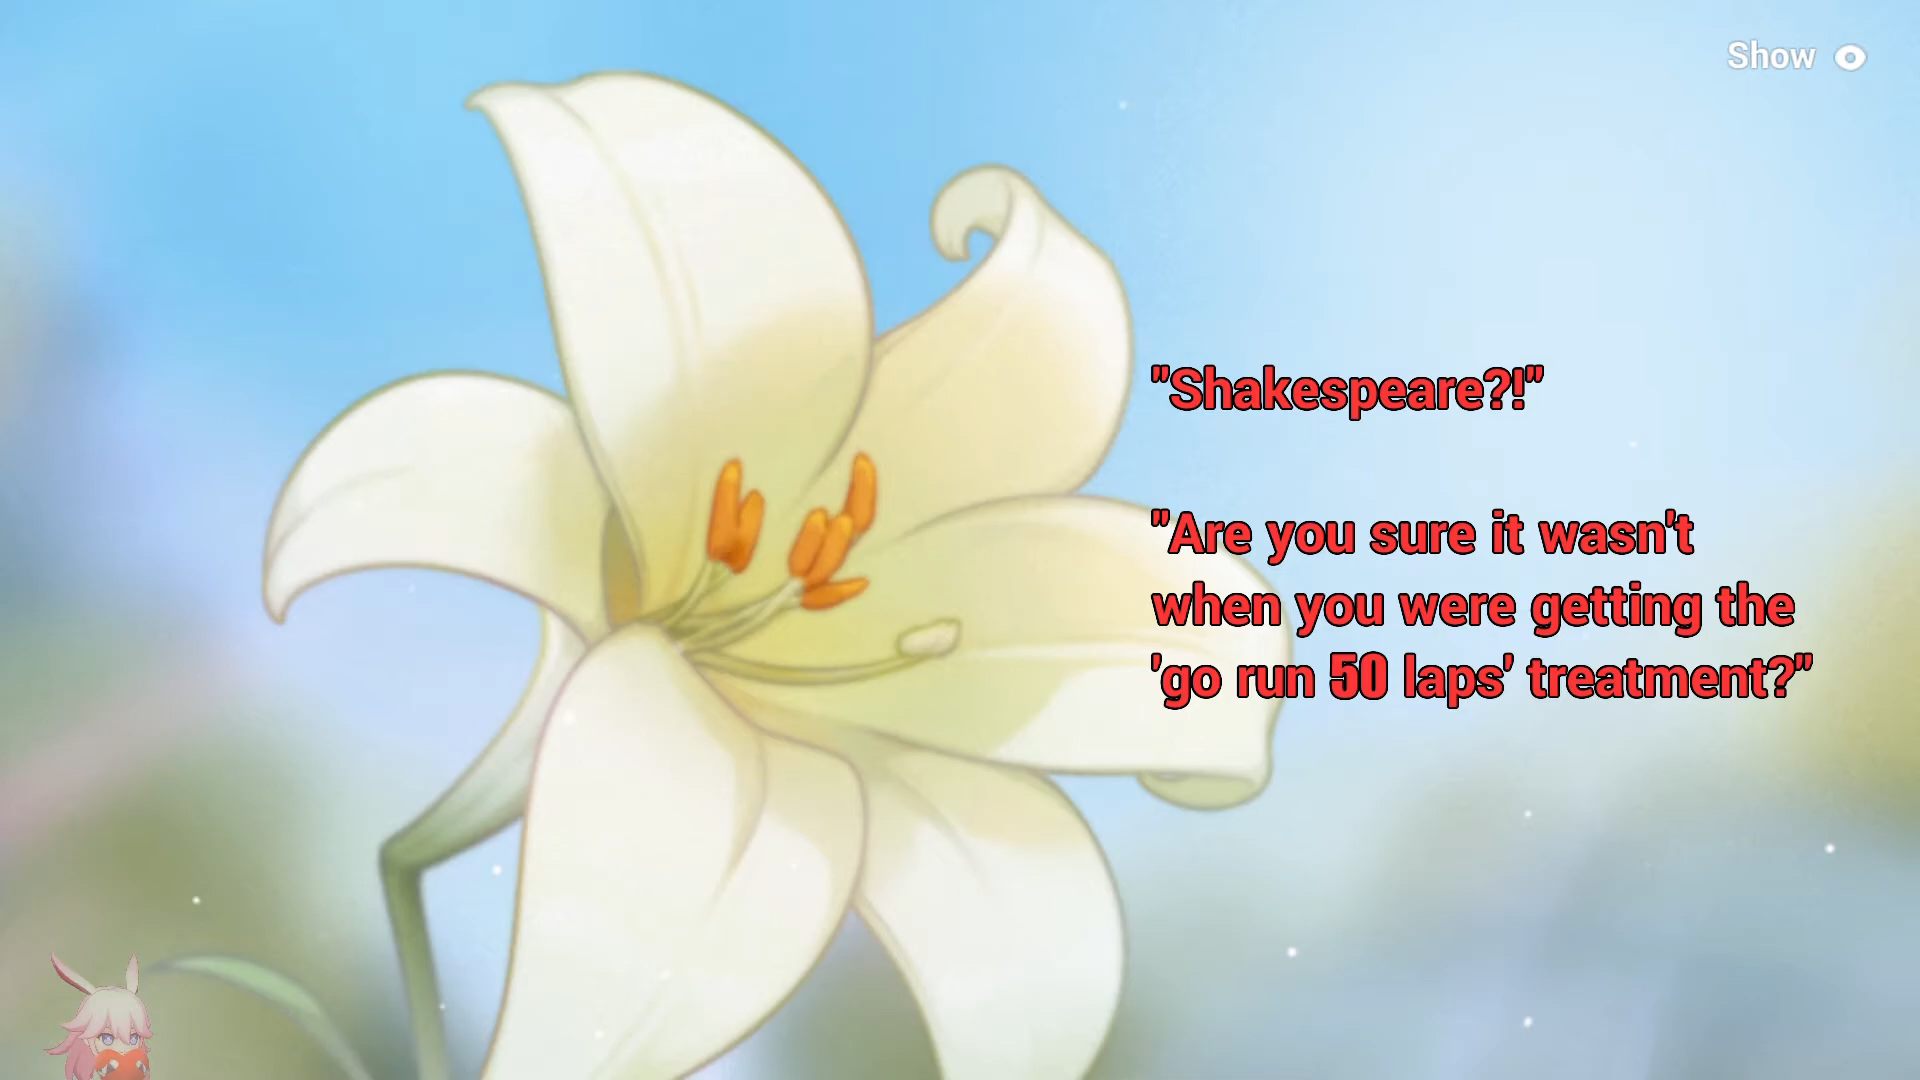 Show
"Shakespeare?!"
"Are you sure it wasn't
when you were getting the
'go run 50 laps' treatment?"